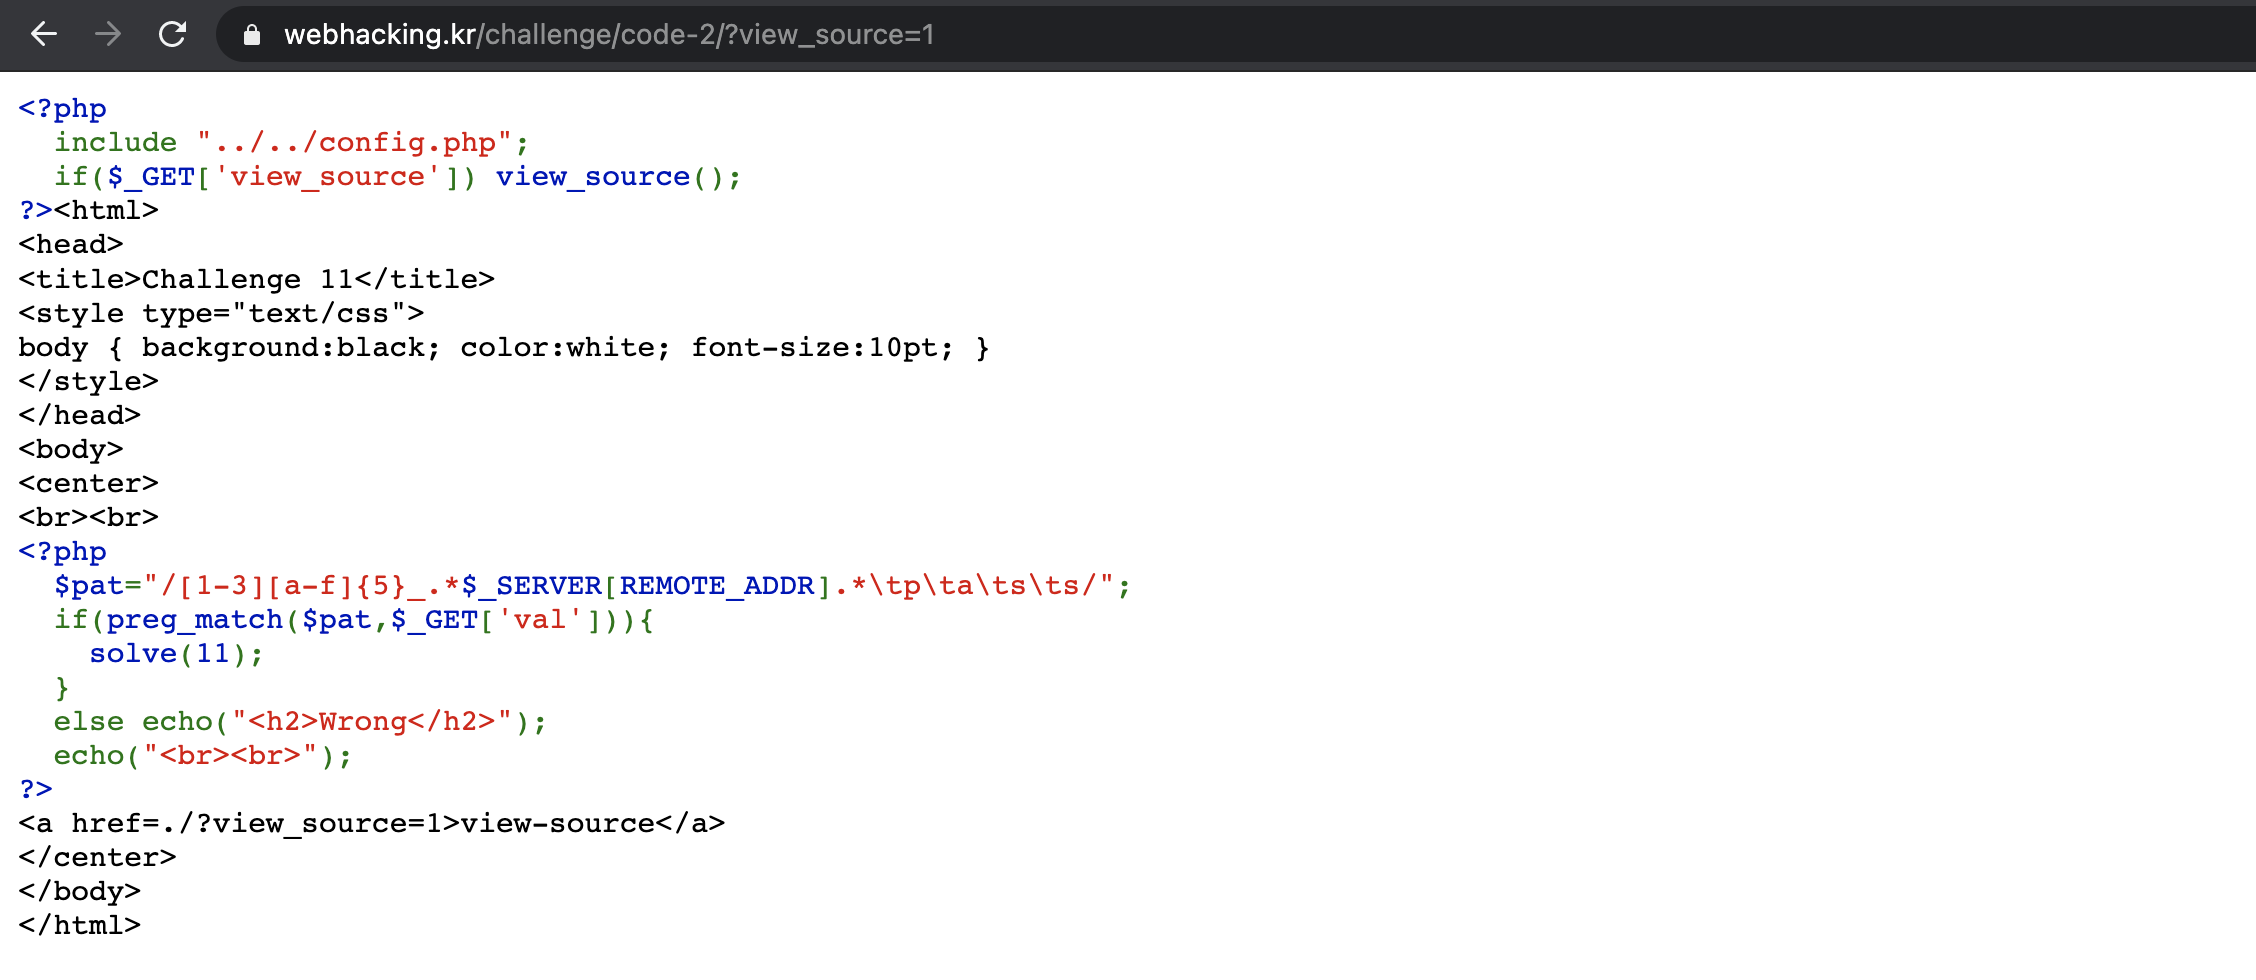 webhacking.kr/challenge/code-2/?view_source=1
<?php
  include "../../config.php";
  if($_GET['view_source']) view_source();
?><html>
<head>
<title>Challenge 11</title>
<style type="text/css">
body { background:black; color:white; font-size:10pt; }
</style>
</head>
<body>
<center>
<br><br>
<?php
  $pat="/[1-3][a-f]{5}_.*$_SERVER[REMOTE_ADDR].*\tp\ta\ts\ts/";
  if(preg_match($pat,$_GET['val'])){
    solve(11);
  }
  else echo("<h2>Wrong</h2>");
  echo("<br><br>");
?>
<a href=./?view_source=1>view-source</a>
</center>
</body>
</html>